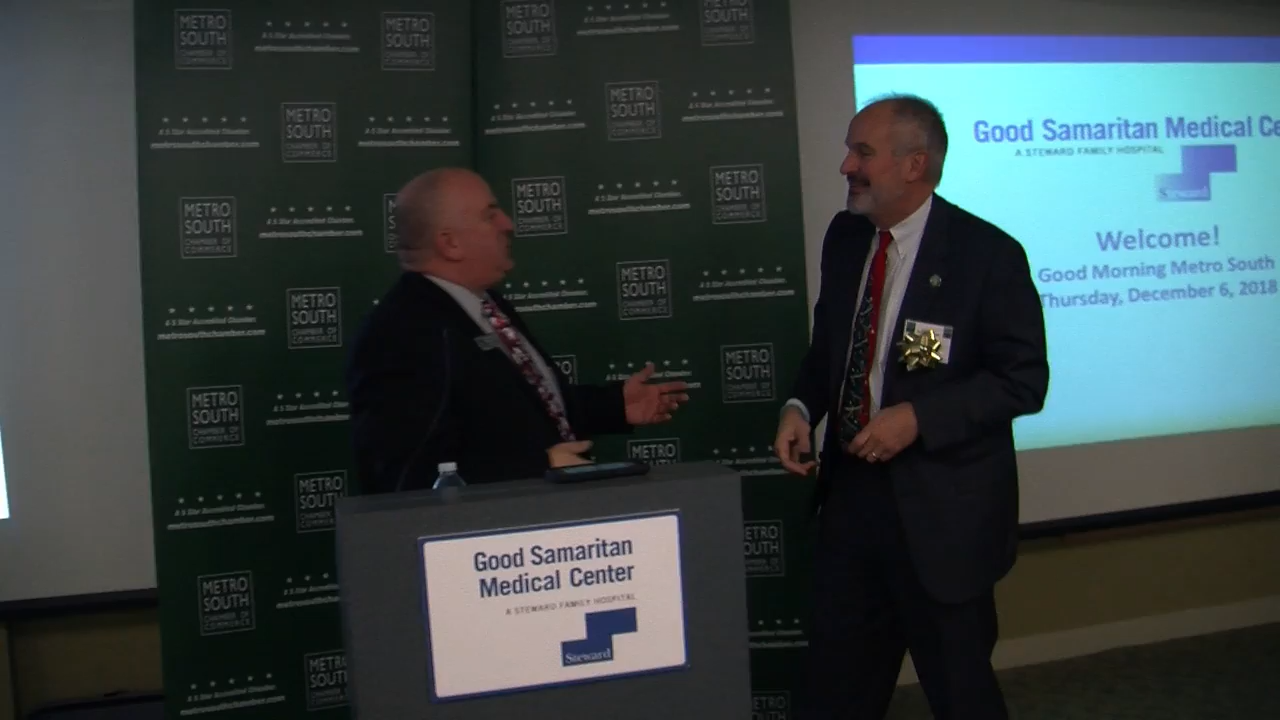 METRO
SOUTH
CHAMBER OF
COMMERCE
A 5 Star Accredited Chamber
metrosouthchamber.com
Good Samaritan Medical Ce
A STEWARD FAMILY HOSPITAL
Steward
Welcome!
Good Morning Metro South
Thursday, December 6, 2018
Good Samaritan
Medical Center
A STEWARD FAMILY HOSPITAL
Steward